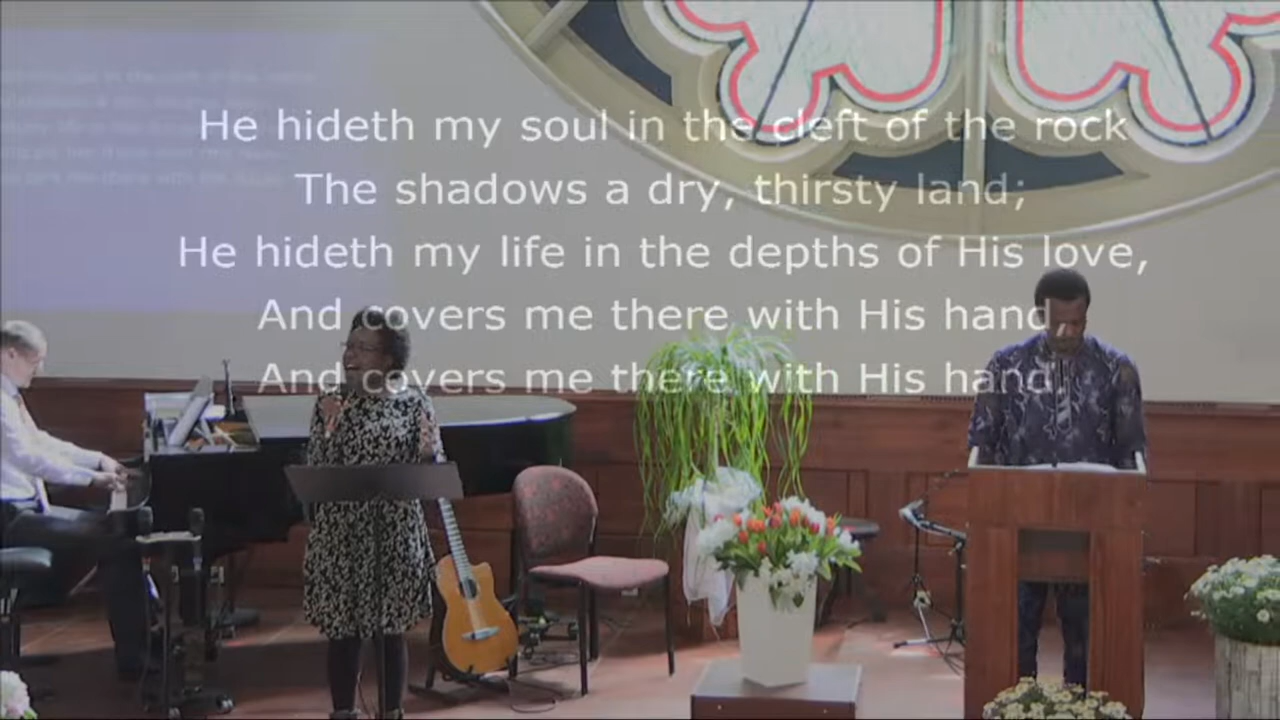 He hideth my soul in the cleft of the rock
The shadows a dry, thirsty land;
He hideth my life in the depths of His love,
And covers me there with His hand,
And covers me there with His hand.